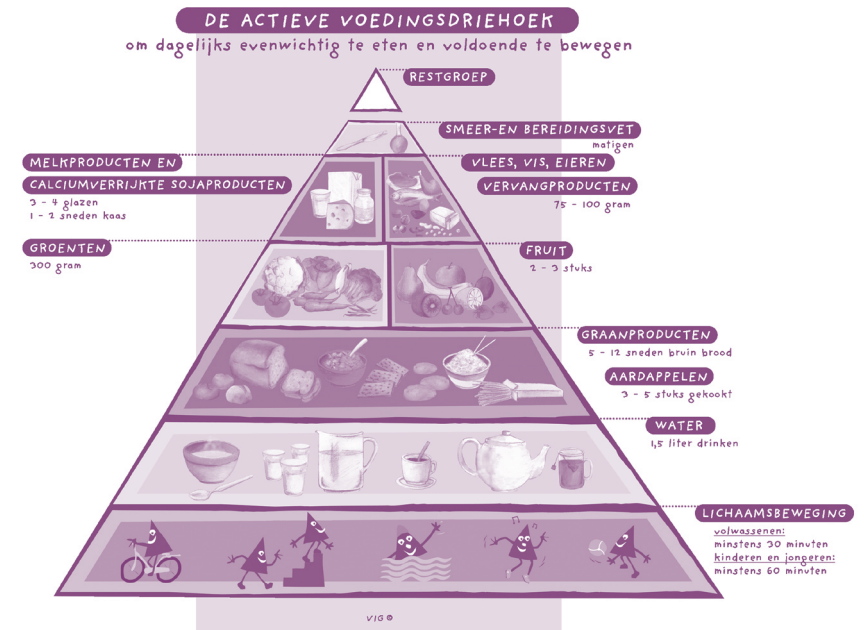 DE ACTIEVE VOEDINGSDRIEHOEK
om dagelijks evenwichtig te eten en voldoende te bewegen
RESTGROEP
SMEER-EN BEREIDINGSVET
matigen
MELKPRODUCTEN EN
CALCIUMVERRIJKTE SOJAPRODUCTEN
3 - 4 glazen
1 - 2 sneden kaas
VLEES, VIS, EIEREN
VERVANGPRODUCTEN
75 - 100 gram
GROENTEN
300 gram
FRUIT
2 - 3 stuks
GRAANPRODUCTEN
5 - 12 sneden bruin brood
AARDAPPELEN
3 - 5 stuks gekookt
WATER
1,5 liter drinken
LICHAAMSBEWEGING
volwassenen:
minstens 30 minuten
kinderen en jongeren:
minstens 60 minuten
VIG®